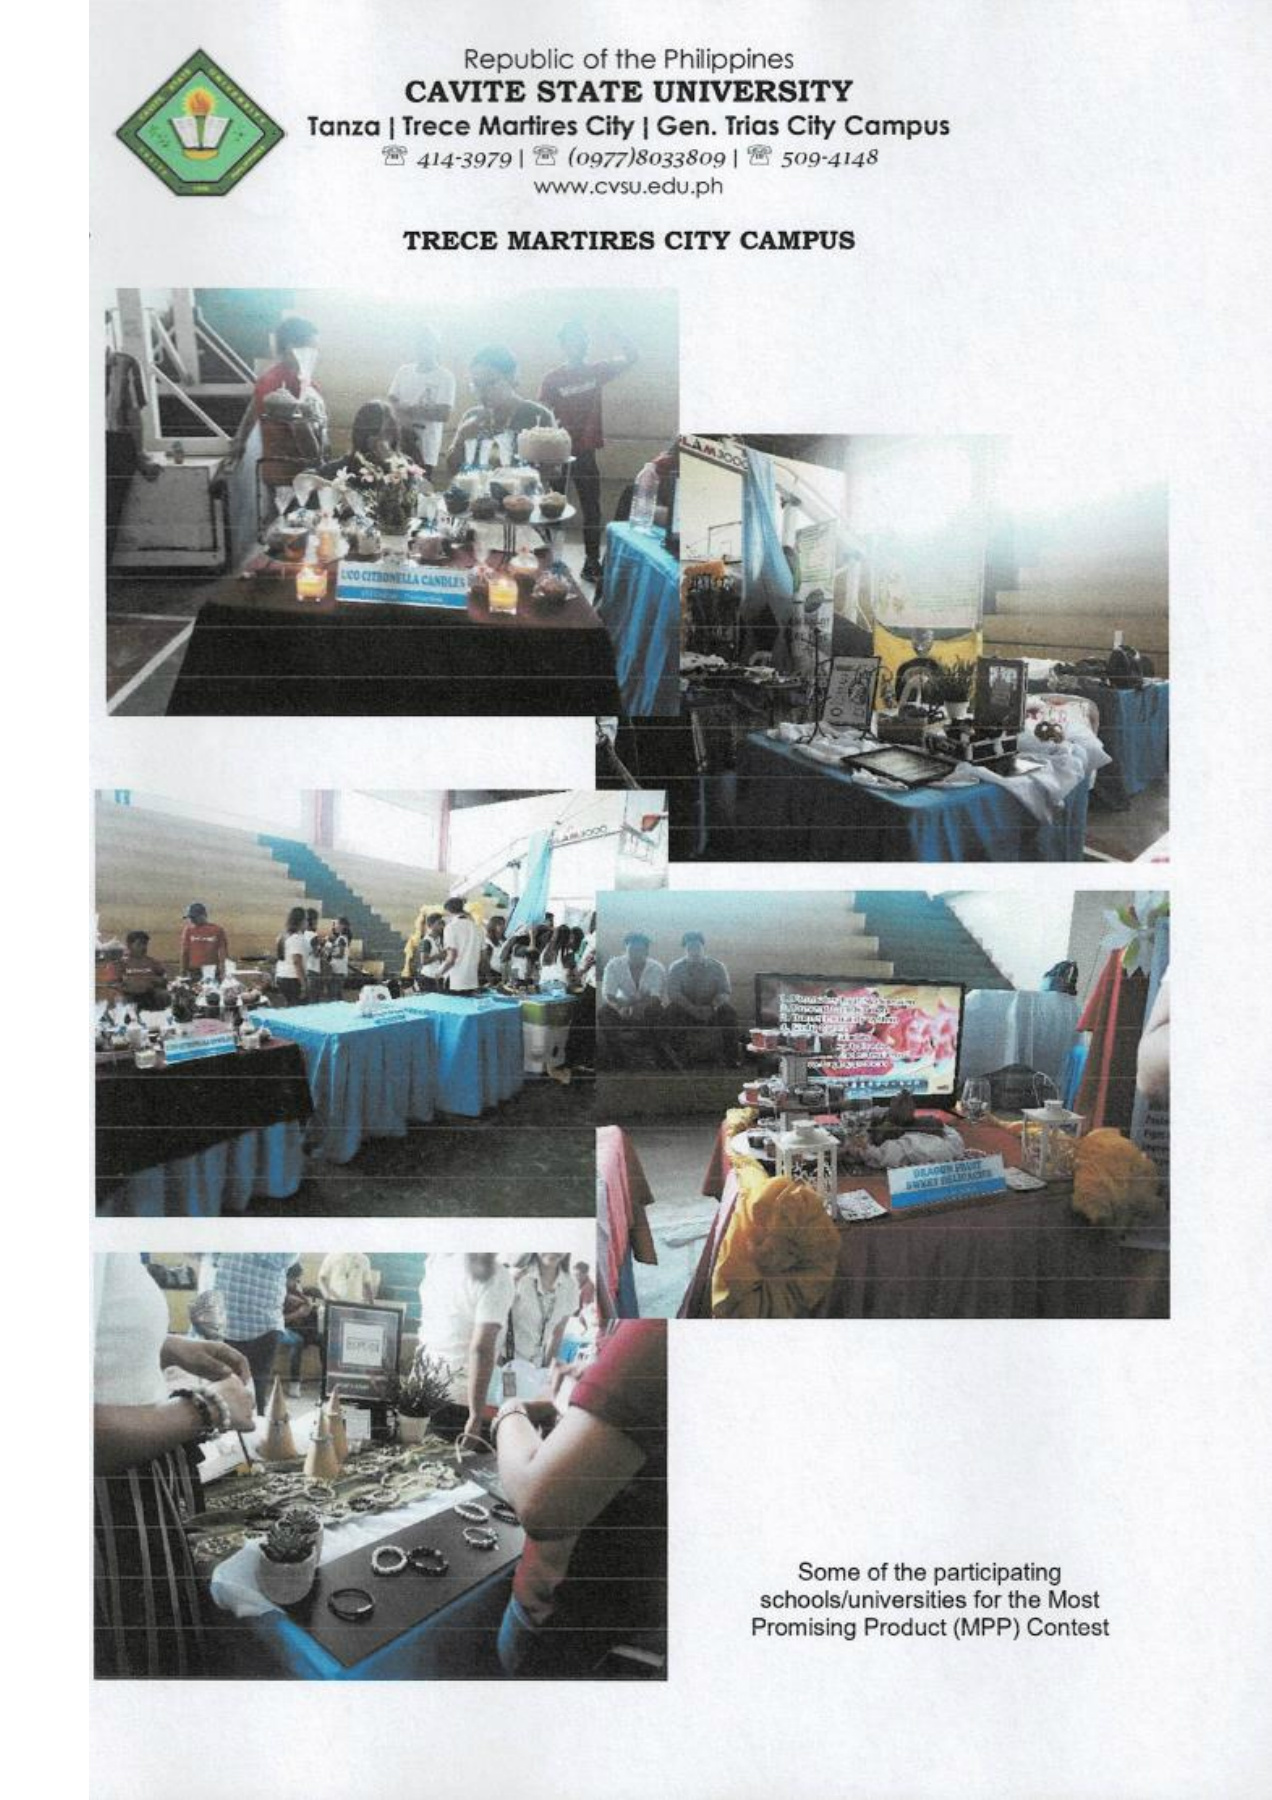 Republic of the Philippines
CAVITE STATE UNIVERSITY
Tanza | Trece Martires City | Gen. Trias City Campus
☏ 414-3979 | ☏ (0977)8033809 | ☏ 509-4148
www.cvsu.edu.ph
TRECE MARTIRES CITY CAMPUS
UCO CITRONELLA CANDLES
DRAGON FRUIT
SWEET DELICACIES
Some of the participating
schools/universities for the Most
Promising Product (MPP) Contest